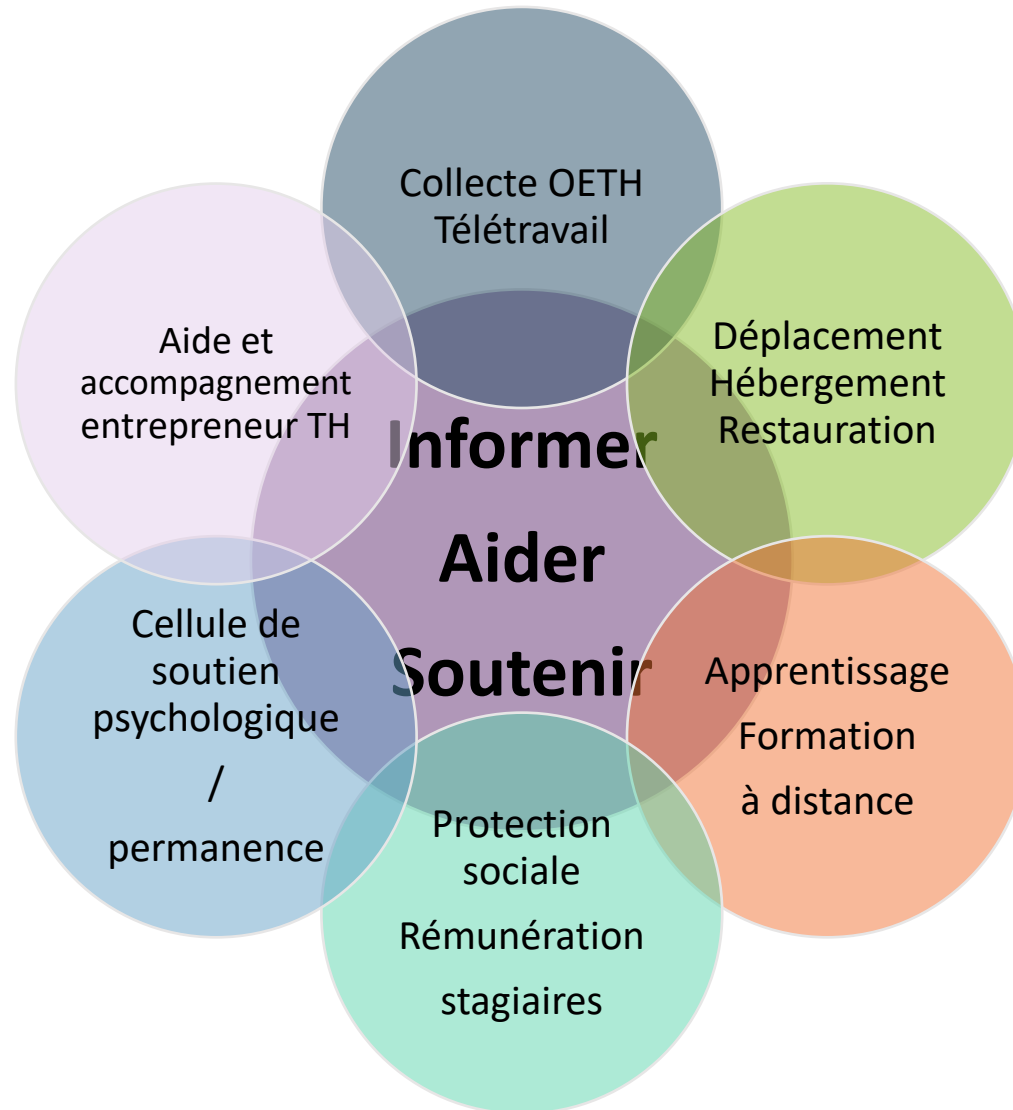 Collecte OETH
Télétravail
Déplacement
Hébergement
Restauration
Apprentissage
Formation
à distance
Protection
sociale
Rémunération
stagiaires
Cellule de
soutien
psychologique
/
permanence
Aide et
accompagnement
entrepreneur TH
Informer
Aider
Soutenir